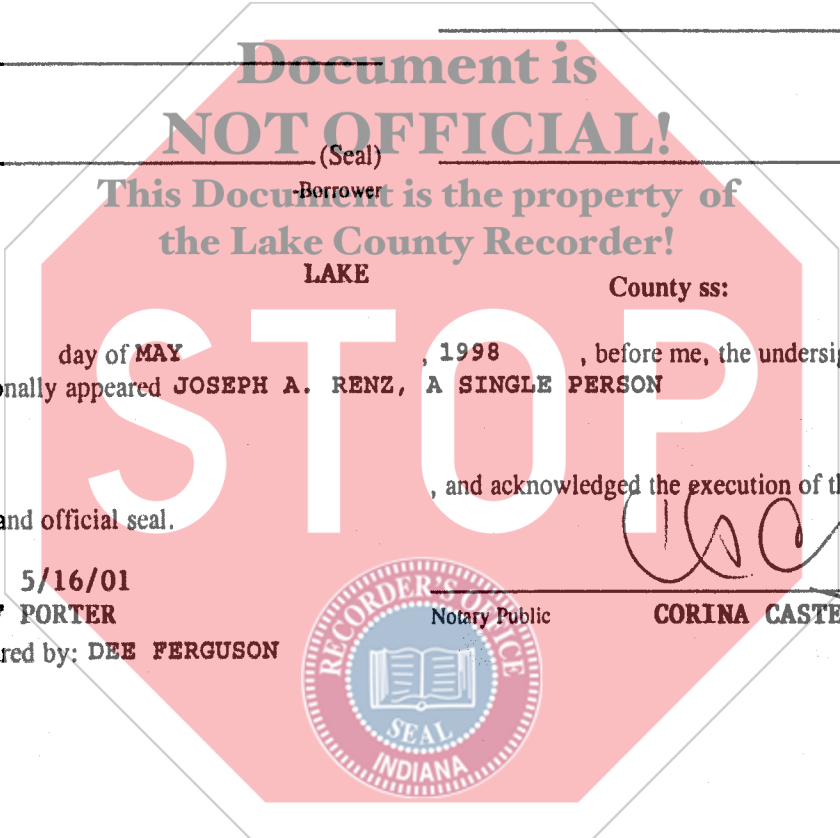 Document is
NOT OFFICIAL!
(Seal)
-Borrower
This Document is the property of
the Lake County Recorder!
LAKE
County ss:
STOP
day of MAY , 1998 , before me, the undersig
onally appeared JOSEPH A. RENZ, A SINGLE PERSON
, and acknowledged the execution of th
and official seal.
5/16/01
PORTER
Notary Public CORINA CASTE
red by: DEE FERGUSON
RECORDER'S OFFICE
SEAL
INDIANA